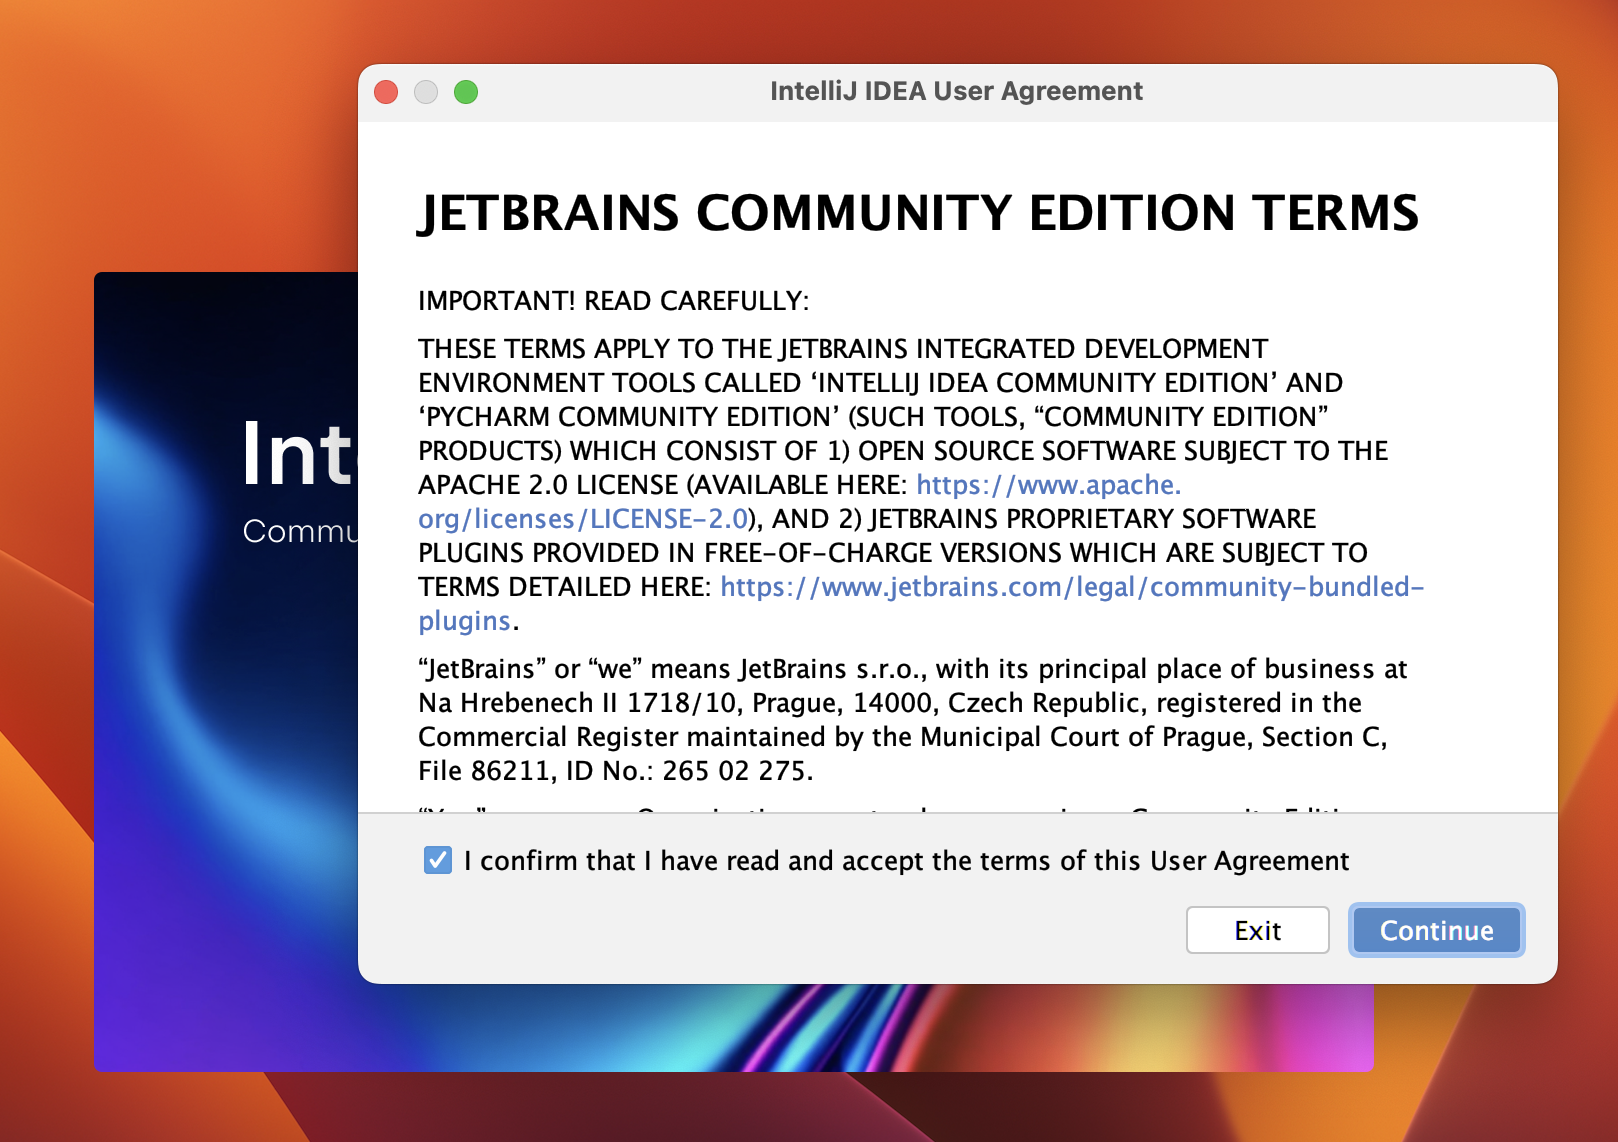 IntelliJ IDEA User Agreement
JETBRAINS COMMUNITY EDITION TERMS
IMPORTANT! READ CAREFULLY:
THESE TERMS APPLY TO THE JETBRAINS INTEGRATED DEVELOPMENT
ENVIRONMENT TOOLS CALLED ‘INTELLIJ IDEA COMMUNITY EDITION’ AND
‘PYCHARM COMMUNITY EDITION’ (SUCH TOOLS, “COMMUNITY EDITION”
PRODUCTS) WHICH CONSIST OF 1) OPEN SOURCE SOFTWARE SUBJECT TO THE
APACHE 2.0 LICENSE (AVAILABLE HERE: https://www.apache.
org/licenses/LICENSE-2.0), AND 2) JETBRAINS PROPRIETARY SOFTWARE
PLUGINS PROVIDED IN FREE-OF-CHARGE VERSIONS WHICH ARE SUBJECT TO
TERMS DETAILED HERE: https://www.jetbrains.com/legal/community-bundled-
plugins.
“JetBrains” or “we” means JetBrains s.r.o., with its principal place of business at
Na Hrebenech II 1718/10, Prague, 14000, Czech Republic, registered in the
Commercial Register maintained by the Municipal Court of Prague, Section C,
File 86211, ID No.: 265 02 275.
I confirm that I have read and accept the terms of this User Agreement
Exit
Continue
Int
Commu